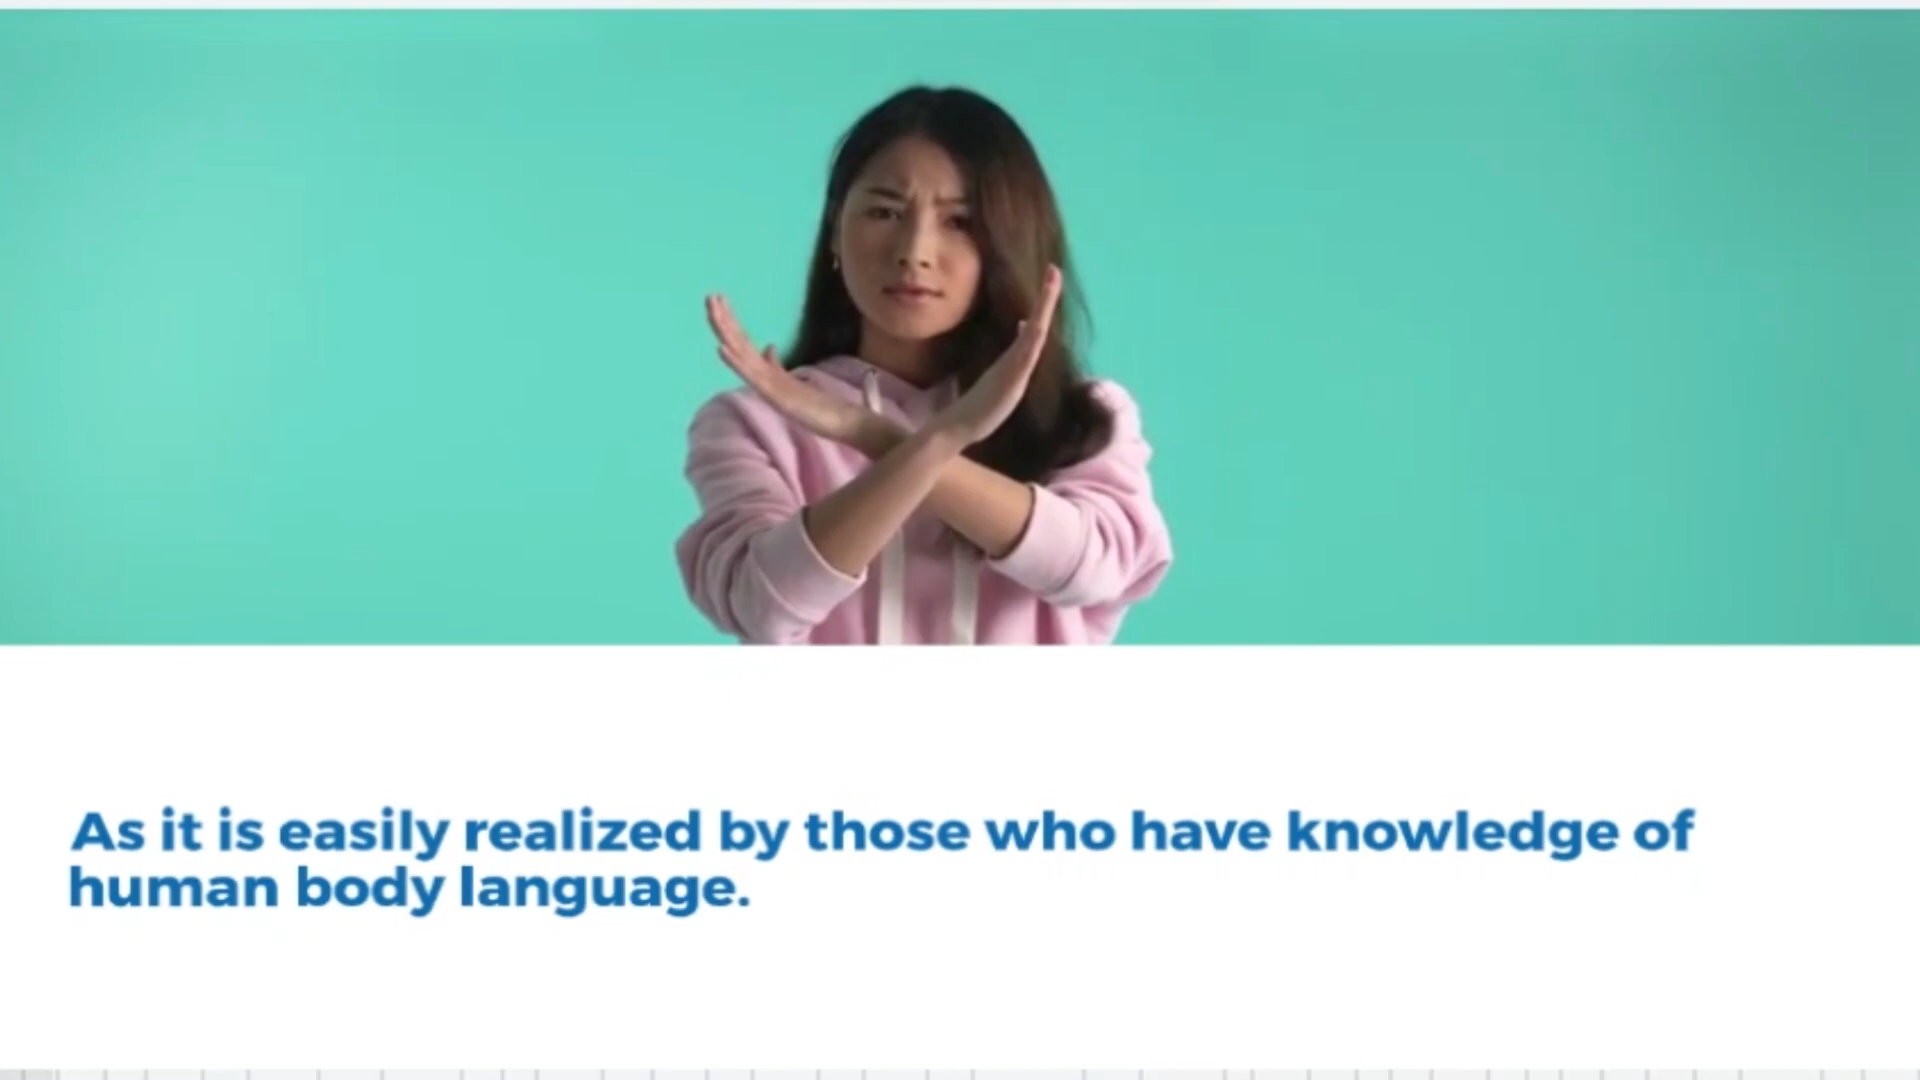 As it is easily realized by those who have knowledge of
human body language.